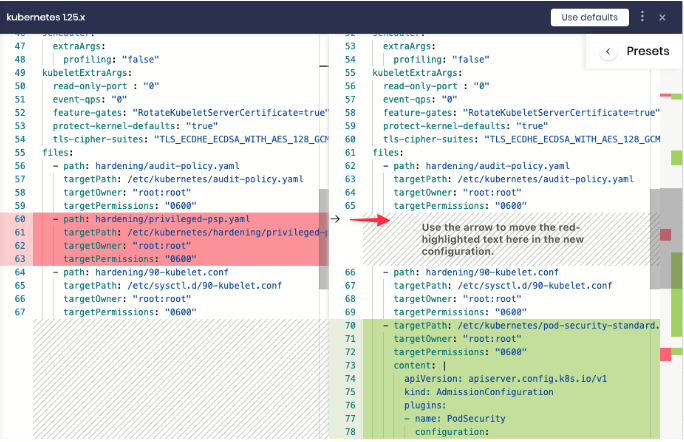 kubernetes 1.25.x
Use defaults
Presets
47 extraArgs:
48 profiling: "false"
49 kubeletExtraArgs:
50 read-only-port : "0"
51 event-qps: "0"
52 feature-gates: "RotateKubeletServerCertificate=true"
53 protect-kernel-defaults: "true"
54 tls-cipher-suites: "TLS_ECDHE_ECDSA_WITH_AES_128_GCM
55 files:
56 - path: hardening/audit-policy.yaml
57 targetPath: /etc/kubernetes/audit-policy.yaml
58 targetOwner: "root:root"
59 targetPermissions: "0600"
60 - path: hardening/privileged-psp.yaml
61 targetPath: /etc/kubernetes/hardening/privileged-p
62 targetOwner: "root:root"
63 targetPermissions: "0600"
64 - path: hardening/90-kubelet.conf
65 targetPath: /etc/sysctl.d/90-kubelet.conf
66 targetOwner: "root:root"
67 targetPermissions: "0600"
53 extraArgs:
54 profiling: "false"
55 kubeletExtraArgs:
56 read-only-port : "0"
57 event-qps: "0"
58 feature-gates: "RotateKubeletServerCertificate=true"
59 protect-kernel-defaults: "true"
60 tls-cipher-suites: "TLS_ECDHE_ECDSA_WITH_AES_128_GCM
61 files:
62 - path: hardening/audit-policy.yaml
63 targetPath: /etc/kubernetes/audit-policy.yaml
64 targetOwner: "root:root"
65 targetPermissions: "0600"
Use the arrow to move the red-
highlighted text here in the new
configuration.
66 - path: hardening/90-kubelet.conf
67 targetPath: /etc/sysctl.d/90-kubelet.conf
68 targetOwner: "root:root"
69 targetPermissions: "0600"
70 - targetPath: /etc/kubernetes/pod-security-standard.
71 targetOwner: "root:root"
72 targetPermissions: "0600"
73 content: |
74 apiVersion: apiserver.config.k8s.io/v1
75 kind: AdmissionConfiguration
76 plugins:
77 - name: PodSecurity
78 configuration: